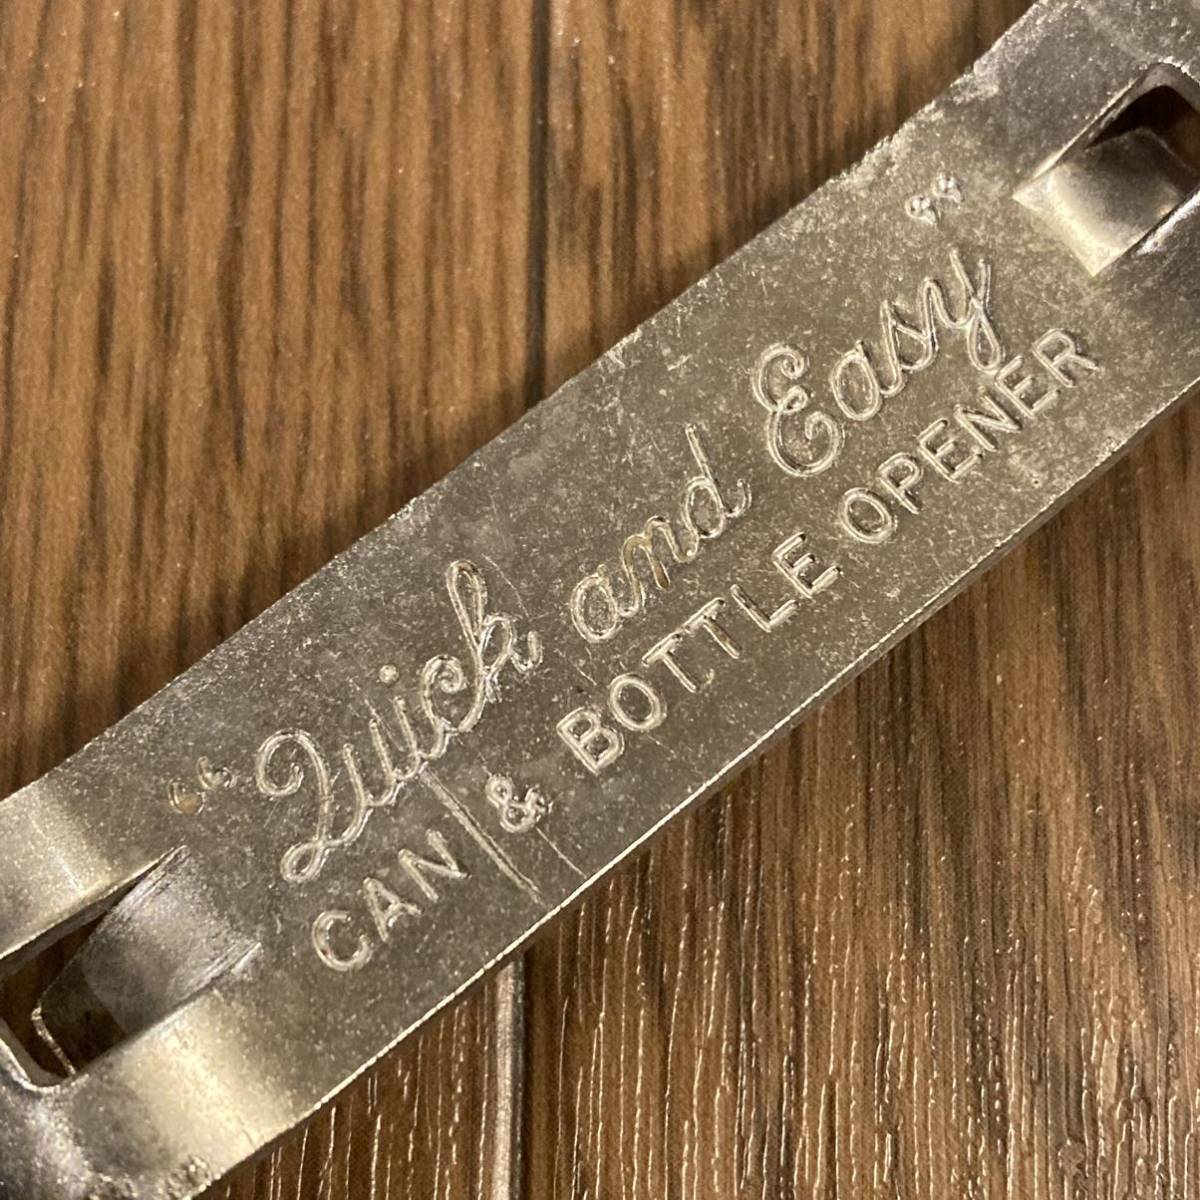 "Quick and Easy"
CAN & BOTTLE OPENER